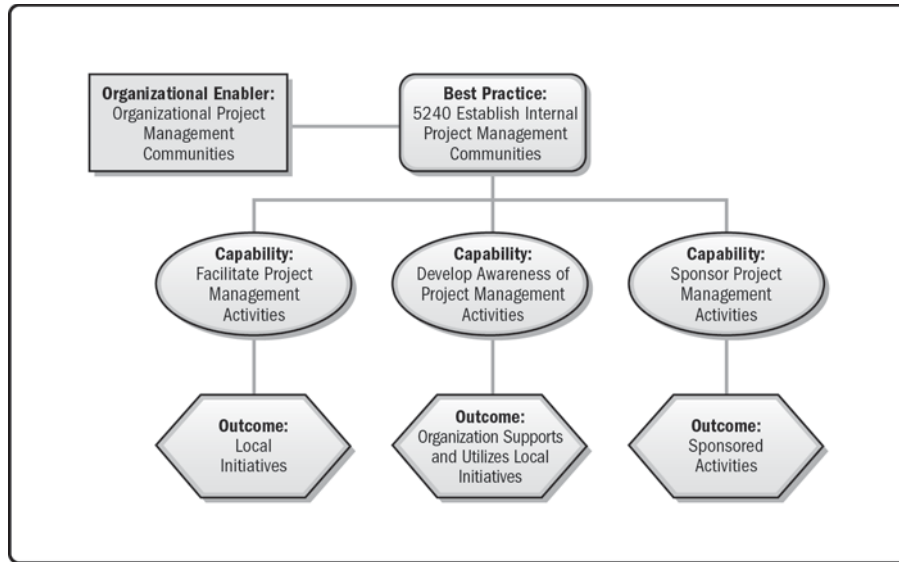 Organizational Enabler:
Organizational Project
Management
Communities
Best Practice:
5240 Establish Internal
Project Management
Communities
Capability:
Facilitate Project
Management
Activities
Capability:
Develop Awareness of
Project Management
Activities
Capability:
Sponsor Project
Management
Activities
Outcome:
Local
Initiatives
Outcome:
Organization Supports
and Utilizes Local
Initiatives
Outcome:
Sponsored
Activities